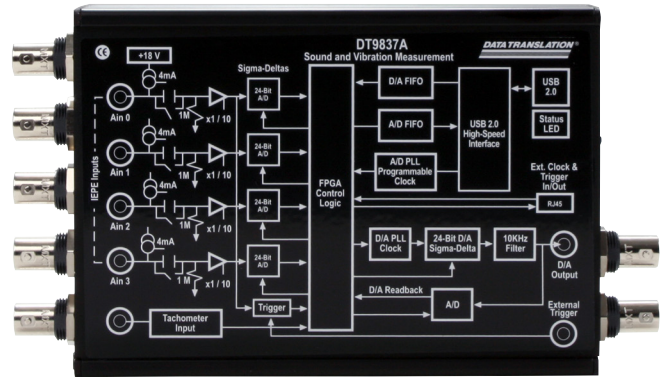 DT9837A
Sound and Vibration Measurement
DATA TRANSLATION®
CE
+18 V
4mA
Ain 0
1M
x1 / 10
4mA
Ain 1
1M
x1 / 10
4mA
Ain 2
1M
x1 / 10
4mA
Ain 3
1 M
x1 / 10
IEPE Inputs
Tachometer
Input
Sigma-Deltas
24-Bit
A/D
24-Bit
A/D
24-Bit
A/D
24-Bit
A/D
Trigger
FPGA
Control
Logic
D/A FIFO
A/D FIFO
A/D PLL
Programmable
Clock
USB 2.0
High-Speed
Interface
USB
2.0
Status
LED
Ext. Clock &
Trigger
In/Out
RJ45
D/A PLL
Clock
24-Bit D/A
Sigma-Delta
10KHz
Filter
D/A
Output
D/A Readback
A/D
External
Trigger